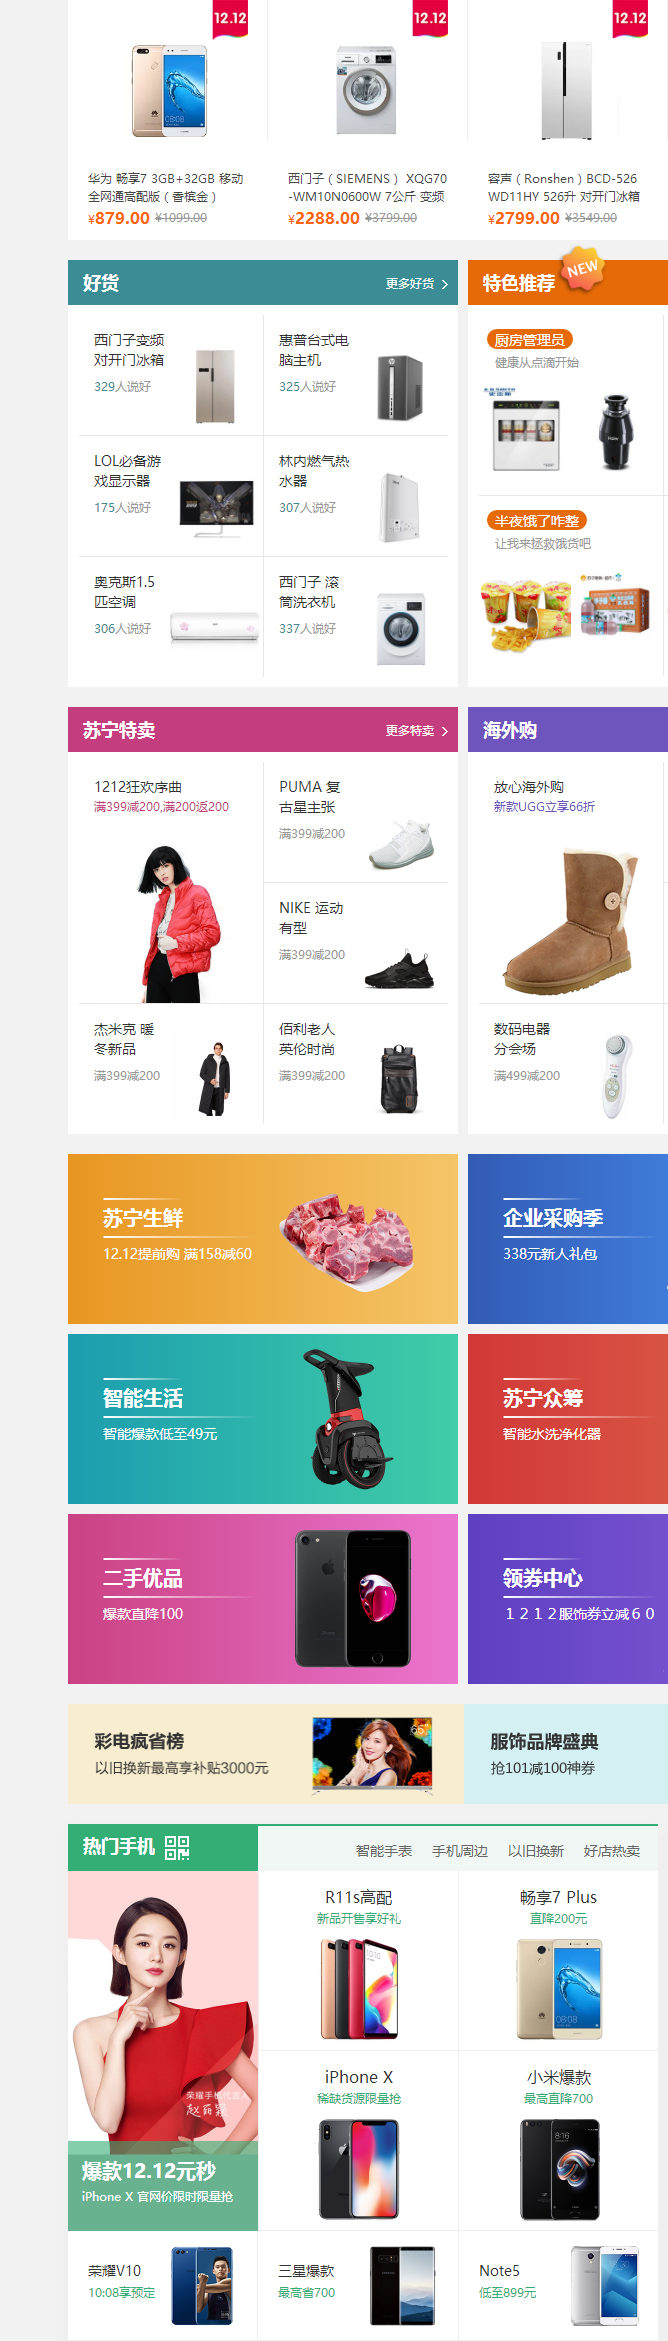 12.12
12.12
12.12
华为 畅享7 3GB+32GB 移动
全网通高配版（香槟金）
¥879.00 ¥1099.00
西门子（SIEMENS） XQG70
-WM10N0600W 7公斤 变频
¥2288.00 ¥3799.00
容声（Ronshen）BCD-526
WD11HY 526升 对开门冰箱
¥2799.00 ¥3549.00
好货
更多好货
西门子变频
对开门冰箱
329人说好
惠普台式电
脑主机
325人说好
LOL必备游
戏显示器
175人说好
林内燃气热
水器
307人说好
奥克斯1.5
匹空调
306人说好
西门子 滚
筒洗衣机
337人说好
特色推荐
NEW
厨房管理员
健康从点滴开始
半夜饿了咋整
让我来拯救饿货吧
苏宁特卖
更多特卖
1212狂欢序曲
满399减200,满200返200
PUMA 复
古星主张
满399减200
NIKE 运动
有型
满399减200
杰米克 暖
冬新品
满399减200
佰利老人
英伦时尚
满399减200
海外购
放心海外购
新款UGG立享66折
数码电器
分会场
满499减200
苏宁生鲜
12.12提前购 满158减60
企业采购季
338元新人礼包
智能生活
智能爆款低至49元
苏宁众筹
智能水洗净化器
二手优品
爆款直降100
领券中心
１２１２服饰券立减６０
彩电疯省榜
以旧换新最高享补贴3000元
服饰品牌盛典
抢101减100神券
热门手机
智能手表 手机周边 以旧换新 好店热卖
荣耀手机代言人
赵丽颖
爆款12.12元秒
iPhone X 官网价限时限量抢
R11s高配
新品开售享好礼
畅享7 Plus
直降200元
iPhone X
稀缺货源限量抢
小米爆款
最高直降700
8:16
荣耀V10
10:08享预定
三星爆款
最高省700
Note5
低至899元